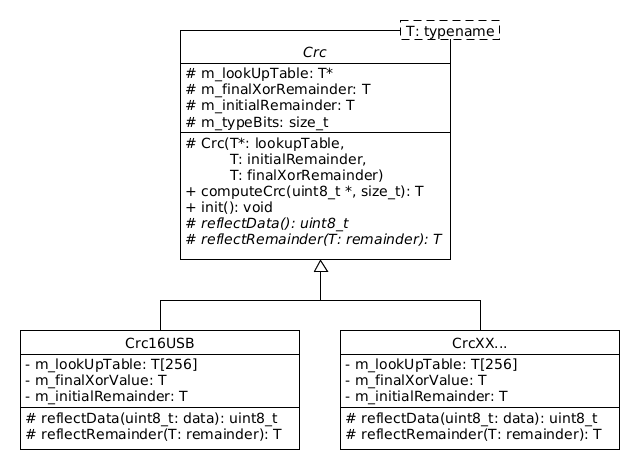 T: typename
Crc
# m_lookUpTable: T*
# m_finalXorRemainder: T
# m_initialRemainder: T
# m_typeBits: size_t
# Crc(T*: lookupTable,
T: initialRemainder,
T: finalXorRemainder)
+ computeCrc(uint8_t *, size_t): T
+ init(): void
# reflectData(): uint8_t
# reflectRemainder(T: remainder): T
Crc16USB
- m_lookUpTable: T[256]
- m_finalXorValue: T
- m_initialRemainder: T
# reflectData(uint8_t: data): uint8_t
# reflectRemainder(T: remainder): T
CrcXX...
- m_lookUpTable: T[256]
- m_finalXorValue: T
- m_initialRemainder: T
# reflectData(uint8_t: data): uint8_t
# reflectRemainder(T: remainder): T